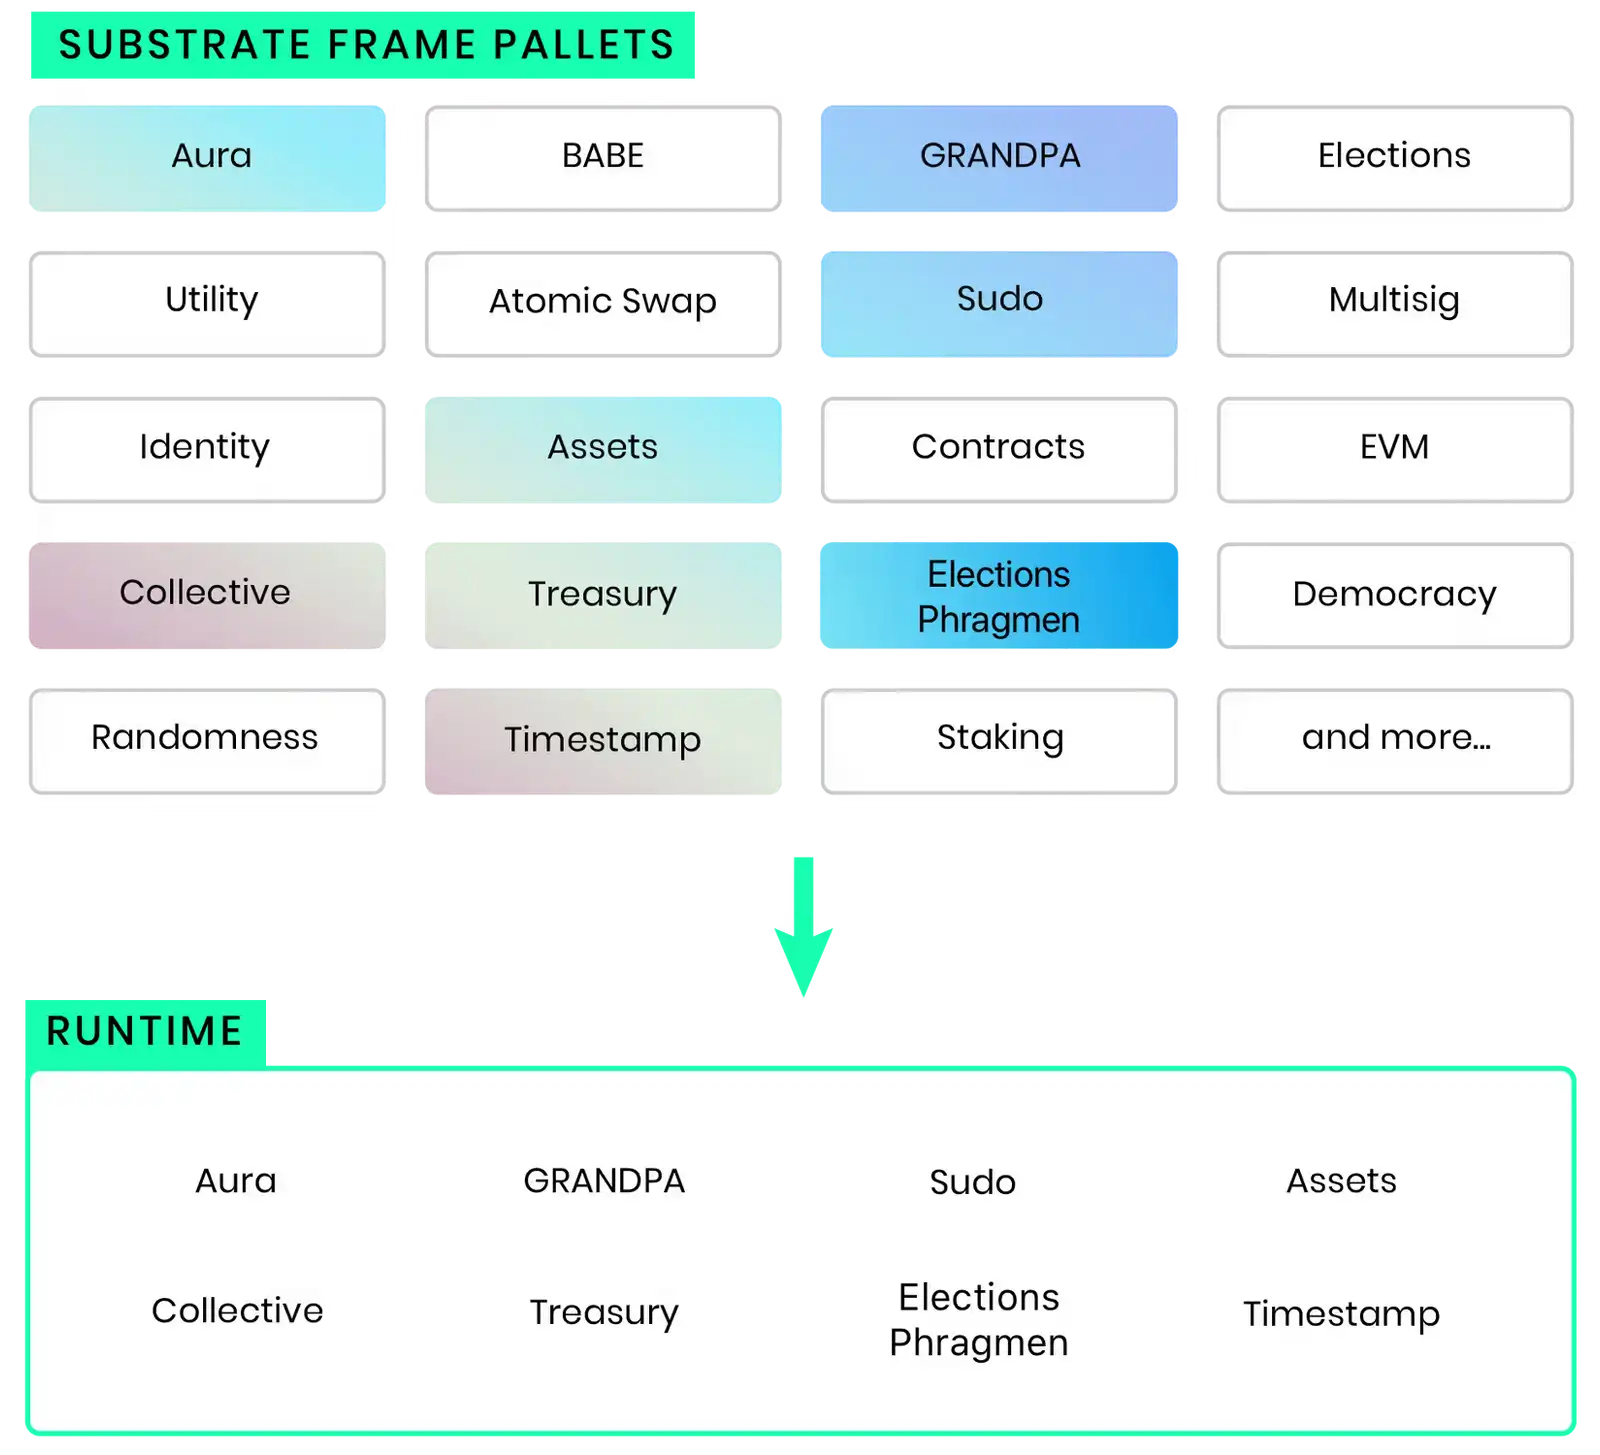 SUBSTRATE FRAME PALLETS
Aura
BABE
GRANDPA
Elections
Utility
Atomic Swap
Sudo
Multisig
Identity
Assets
Contracts
EVM
Collective
Treasury
Elections
Phragmen
Democracy
Randomness
Timestamp
Staking
and more...
RUNTIME
Aura
GRANDPA
Sudo
Assets
Collective
Treasury
Elections
Phragmen
Timestamp